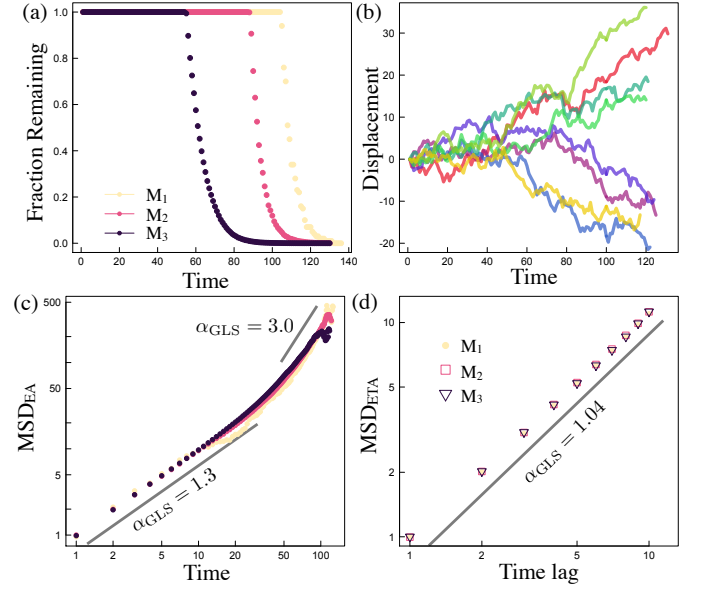 (a)
Fraction Remaining
1.0
0.8
0.6
0.4
0.2
0.0
M1
M2
M3
0 20 40 60 80 100 120 140
Time
(b)
Displacement
30
20
10
0
-10
-20
0 20 40 60 80 100 120
Time
(c)
MSDEA
500
50
5
1
αGLS = 3.0
αGLS = 1.3
1 2 5 10 20 50 100
Time
(d)
MSDETA
10
5
2
1
M1
M2
M3
αGLS = 1.04
1 2 5 10
Time lag